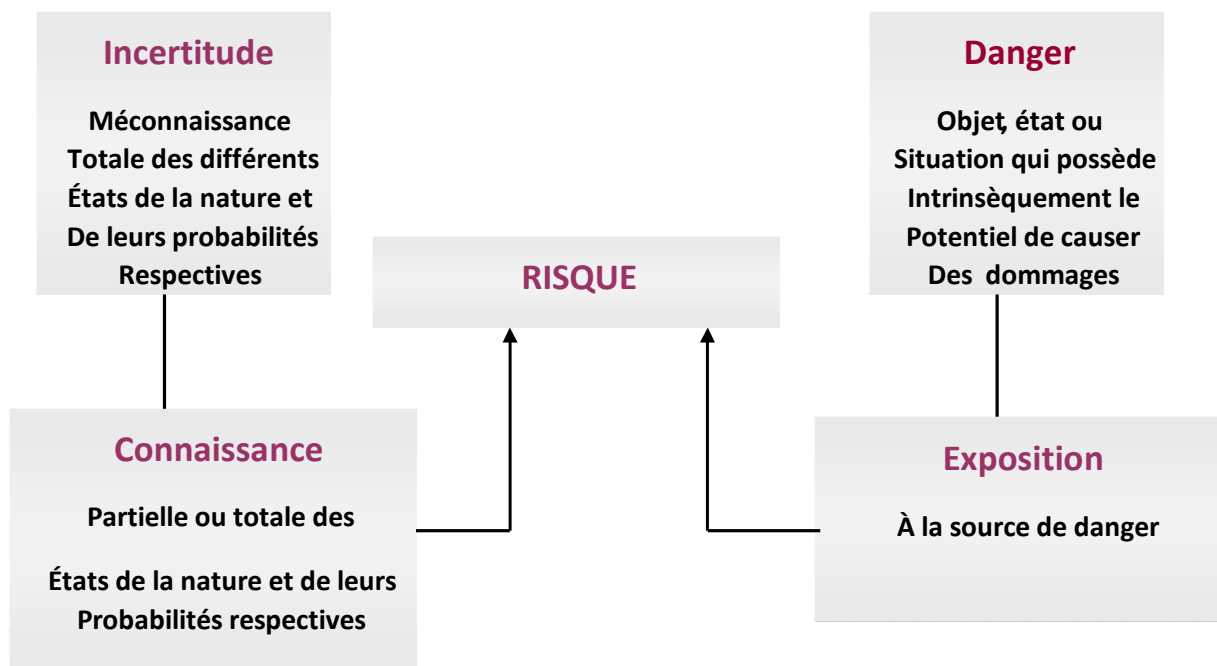 Incertitude
Méconnaissance
Totale des différents
États de la nature et
De leurs probabilités
Respectives
Danger
Objet, état ou
Situation qui possède
Intrinsèquement le
Potentiel de causer
Des dommages
RISQUE
Connaissance
Partielle ou totale des
États de la nature et de leurs
Probabilités respectives
Exposition
À la source de danger